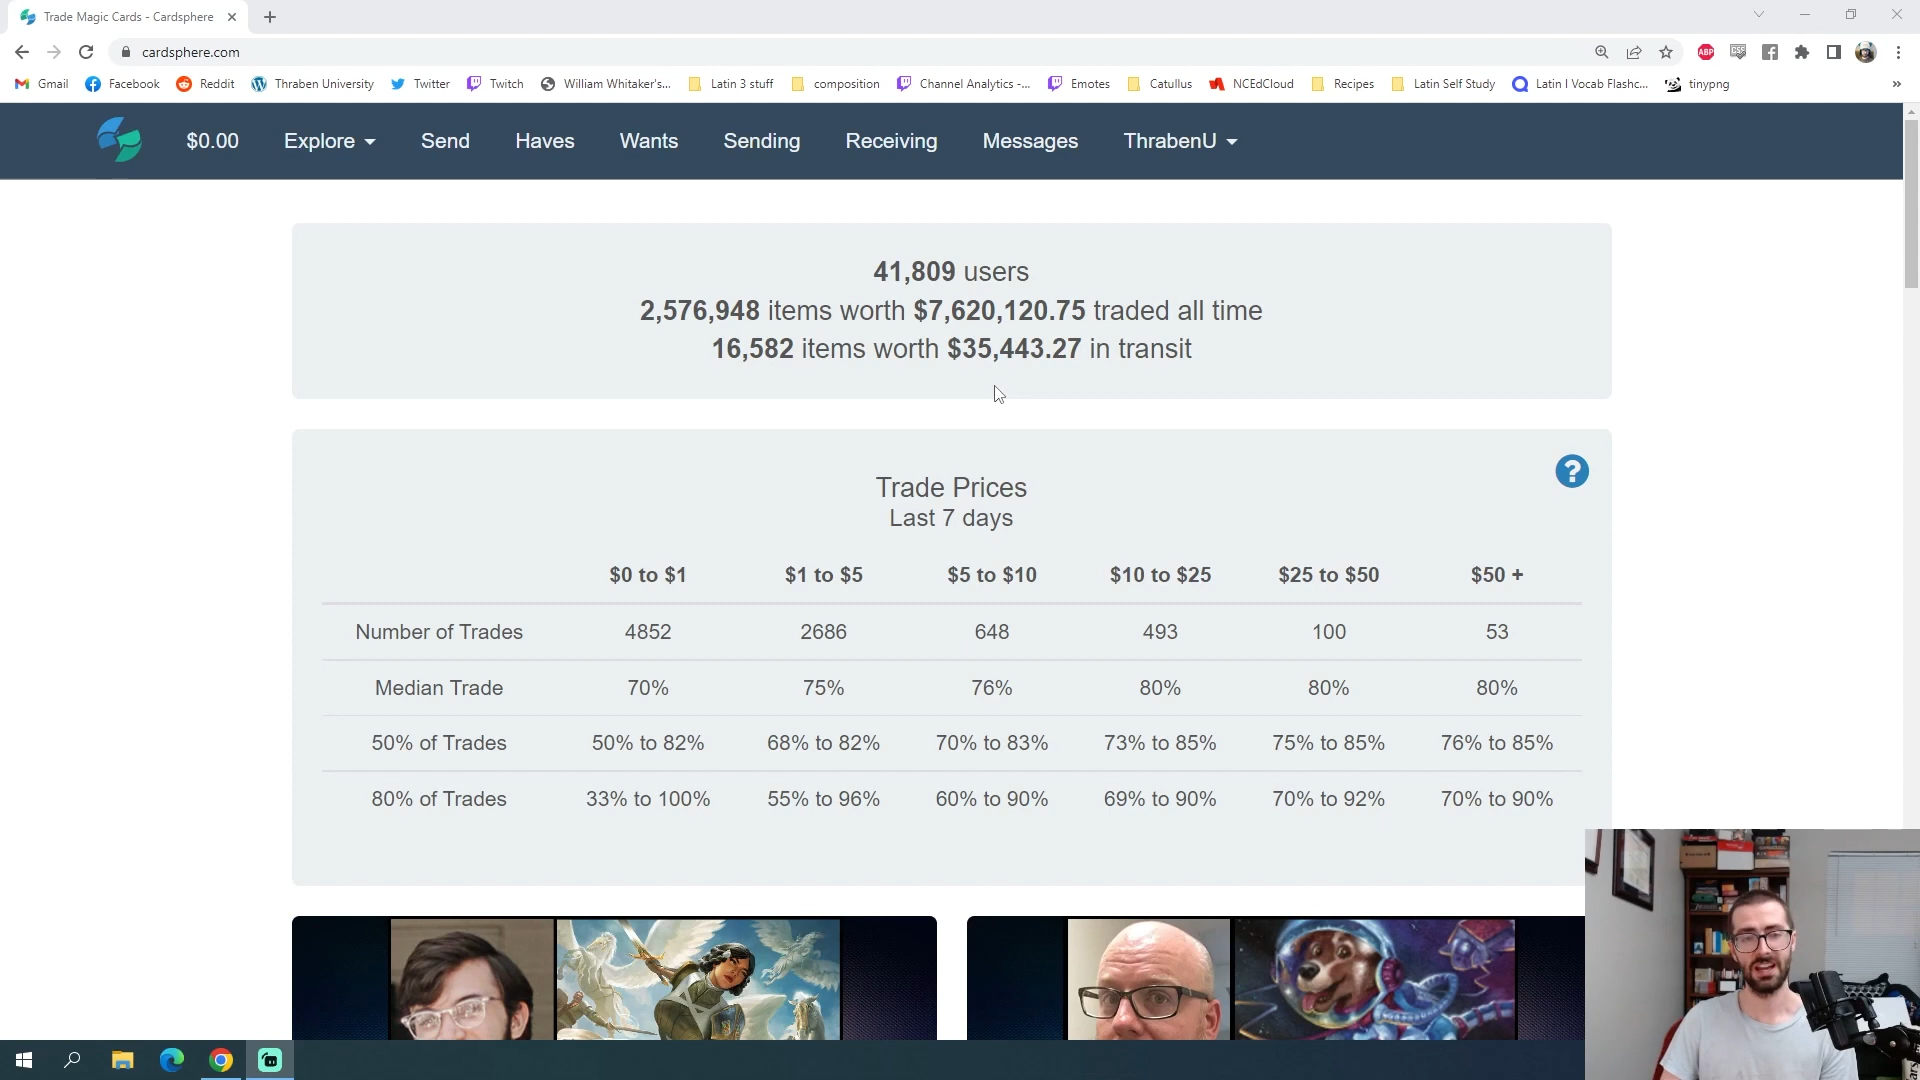 Trade Magic Cards - Cardsphere
cardsphere.com
ABP
Gmail Facebook Reddit Thraben University Twitter Twitch William Whitaker's... Latin 3 stuff composition Channel Analytics -... Emotes Catullus NCEdCloud Recipes Latin Self Study Latin I Vocab Flashc... tinypng »
$0.00 Explore Send Haves Wants Sending Receiving Messages ThrabenU
41,809 users
2,576,948 items worth $7,620,120.75 traded all time
16,582 items worth $35,443.27 in transit
?
Trade Prices
Last 7 days
$0 to $1 $1 to $5 $5 to $10 $10 to $25 $25 to $50 $50 +
Number of Trades 4852 2686 648 493 100 53
Median Trade 70% 75% 76% 80% 80% 80%
50% of Trades 50% to 82% 68% to 82% 70% to 83% 73% to 85% 75% to 85% 76% to 85%
80% of Trades 33% to 100% 55% to 96% 60% to 90% 69% to 90% 70% to 92% 70% to 90%